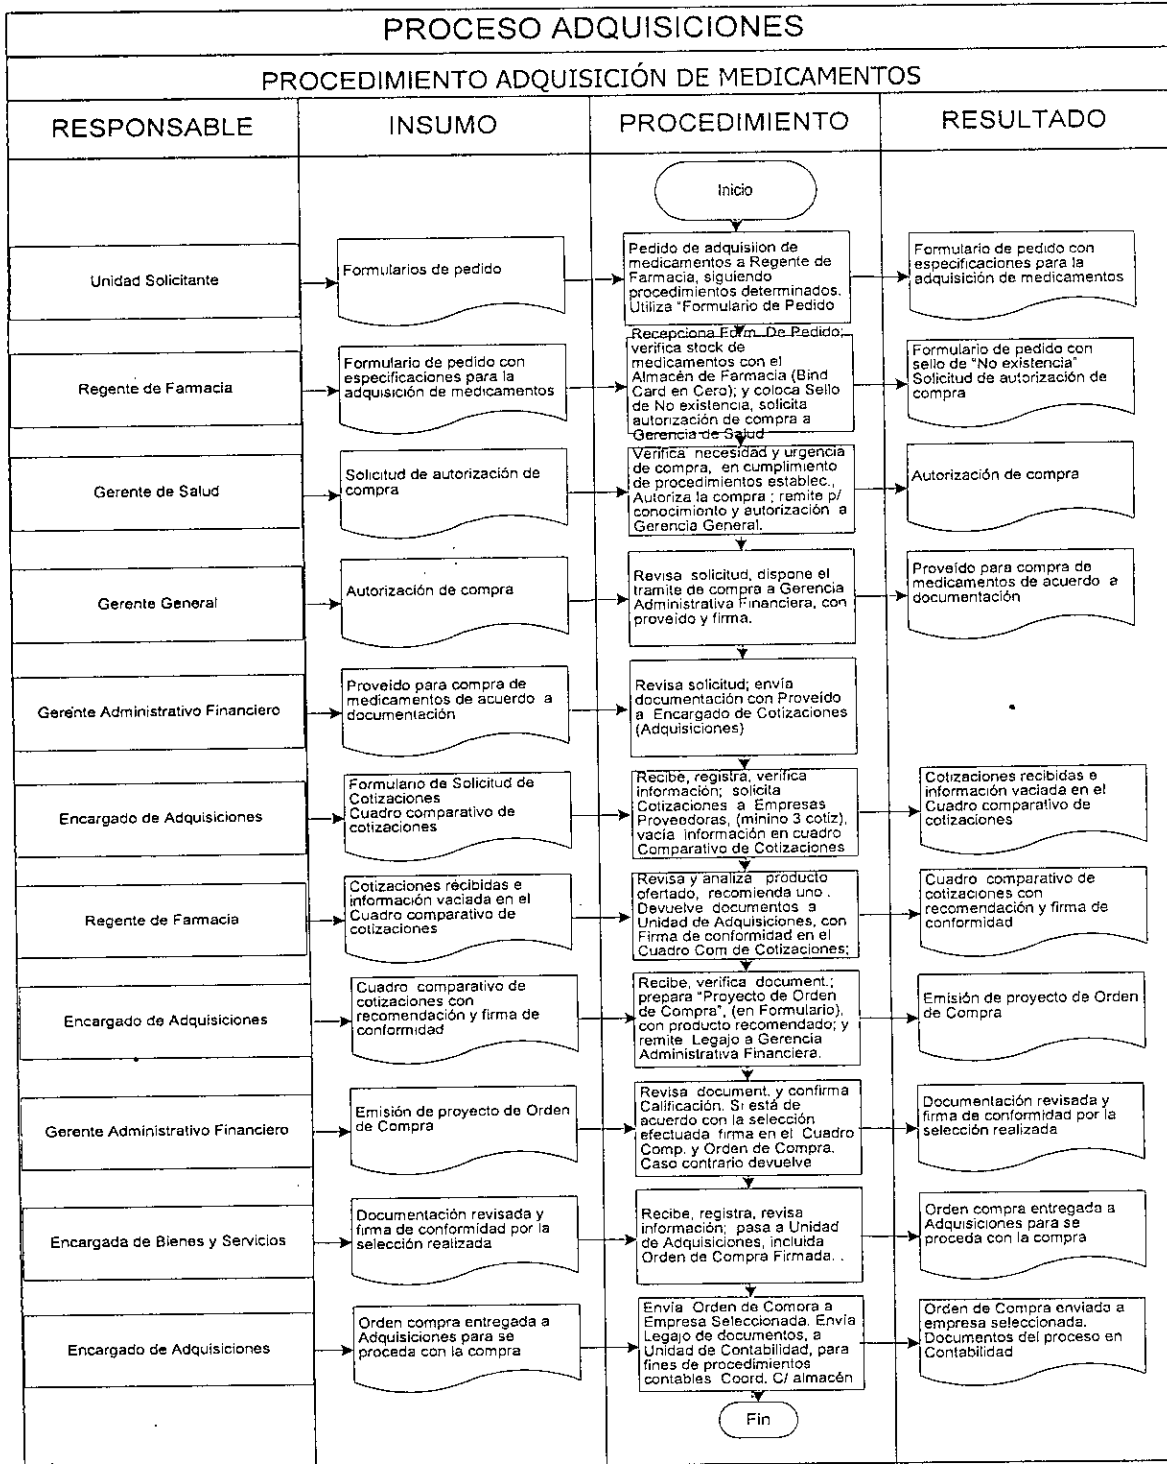 PROCESO ADQUISICIONES
PROCEDIMIENTO ADQUISICIÓN DE MEDICAMENTOS
RESPONSABLE
INSUMO
PROCEDIMIENTO
RESULTADO
Inicio
Unidad Solicitante
Formularios de pedido
Pedido de adquisiion de
medicamentos a Regente de
Farmacia, siguiendo
procedimientos determinados.
Utiliza "Formulario de Pedido
Formulario de pedido con
especificaciones para la
adquisición de medicamentos
Regente de Farmacia
Formulario de pedido con
especificaciones para la
adquisición de medicamentos
Recepciona Form. De Pedido;
verifica stock de
medicamentos con el
Almacén de Farmacia (Bind
Card en Cero); y coloca Sello
de No existencia, solicita
autorización de compra a
Gerencia de Salud
Formulario de pedido con
sello de "No existencia"
Solicitud de autorización de
compra
Gerente de Salud
Solicitud de autorización de
compra
Verifica necesidad y urgencia
de compra, en cumplimiento
de procedimientos establec.,
Autoriza la compra ; remite p/
conocimiento y autorización a
Gerencia General.
Autorización de compra
Gerente General
Autorización de compra
Revisa solicitud, dispone el
tramite de compra a Gerencia
Administrativa Financiera, con
proveido y firma.
Proveído para compra de
medicamentos de acuerdo a
documentación
Gerente Administrativo Financiero
Proveído para compra de
medicamentos de acuerdo a
documentación
Revisa solicitud; envía
documentación con Proveído
a Encargado de Cotizaciones
(Adquisiciones)
Encargado de Adquisiciones
Formulario de Solicitud de
Cotizaciones
Cuadro comparativo de
cotizaciones
Recibe, registra, verifica
información; solicita
Cotizaciones a Empresas
Proveedoras, (minino 3 cotiz),
vacía información en cuadro
Comparativo de Cotizaciones
Cotizaciones recibidas e
información vaciada en el
Cuadro comparativo de
cotizaciones
Regente de Farmacia
Cotizaciones recibidas e
información vaciada en el
Cuadro comparativo de
cotizaciones
Revisa y analiza producto
ofertado, recomienda uno .
Devuelve documentos a
Unidad de Adquisiciones, con
Firma de conformidad en el
Cuadro Com de Cotizaciones;
Cuadro comparativo de
cotizaciones con
recomendación y firma de
conformidad
Encargado de Adquisiciones
Cuadro comparativo de
cotizaciones con
recomendación y firma de
conformidad
Recibe, verifica document.;
prepara "Proyecto de Orden
de Compra", (en Formulario),
con producto recomendado; y
remite Legajo a Gerencia
Administrativa Financiera.
Emisión de proyecto de Orden
de Compra
Gerente Administrativo Financiero
Emisión de proyecto de Orden
de Compra
Revisa document. y confirma
Calificación. Si está de
acuerdo con la selección
efectuada firma en el Cuadro
Comp. y Orden de Compra.
Caso contrario devuelve
Documentación revisada y
firma de conformidad por la
selección realizada
Encargada de Bienes y Servicios
Documentación revisada y
firma de conformidad por la
selección realizada
Recibe, registra, revisa
información; pasa a Unidad
de Adquisiciones, incluida
Orden de Compra Firmada. .
Orden compra entregada a
Adquisiciones para se
proceda con la compra
Encargado de Adquisiciones
Orden compra entregada a
Adquisiciones para se
proceda con la compra
Envía Orden de Compra a
Empresa Seleccionada. Envía
Legajo de documentos, a
Unidad de Contabilidad, para
fines de procedimientos
contables Coord. C/ almacén
Orden de Compra enviado a
empresa seleccionada.
Documentos del proceso en
Contabilidad
Fin